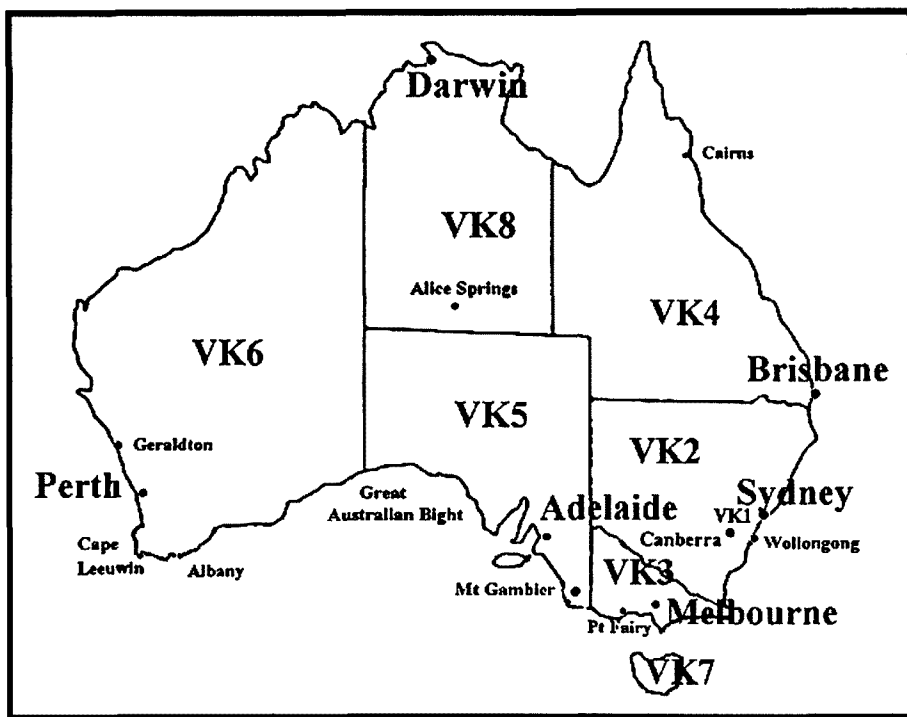 Darwin
Cairns
VK8
Alice Springs
VK4
VK6
Brisbane
VK5
VK2
Geraldton
Perth
Great
Australian Bight
Adelaide
Sydney
VK1
Canberra
Wollongong
Cape
Leeuwin
Albany
VK3
Mt Gambier
Melbourne
Pt Fairy
VK7